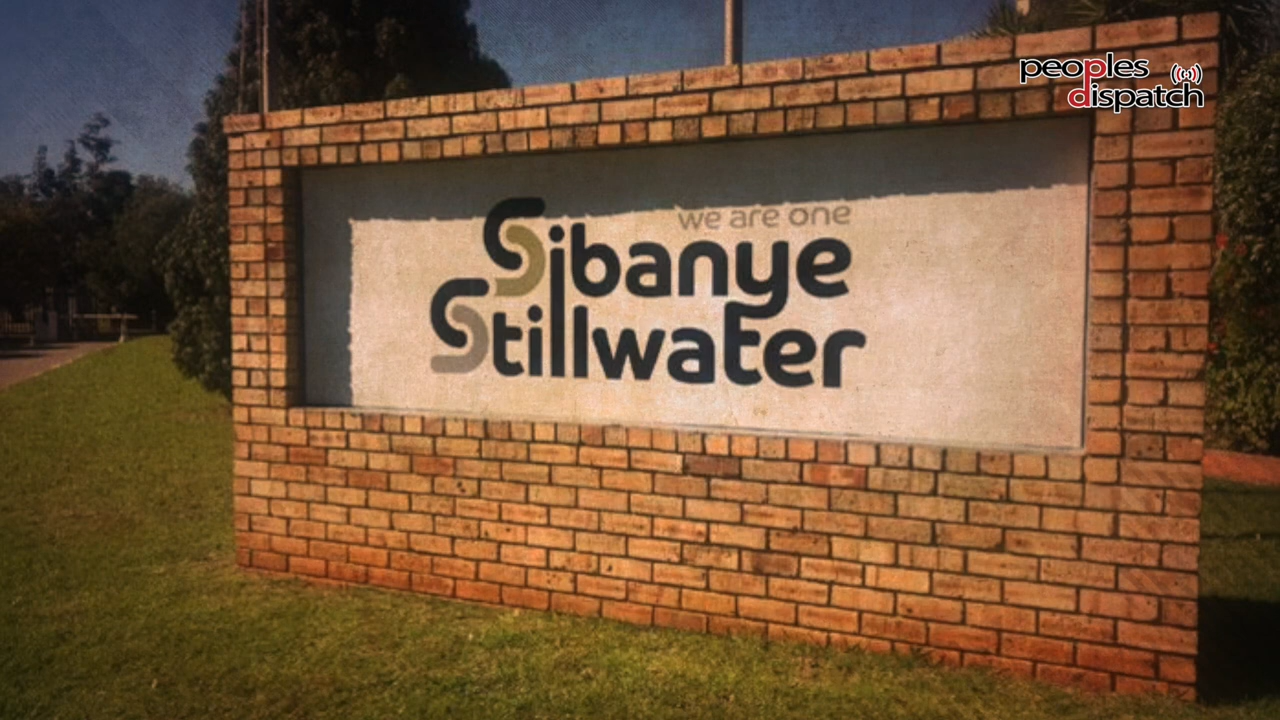 peoples
dispatch
we are one
Sibanye
Stillwater